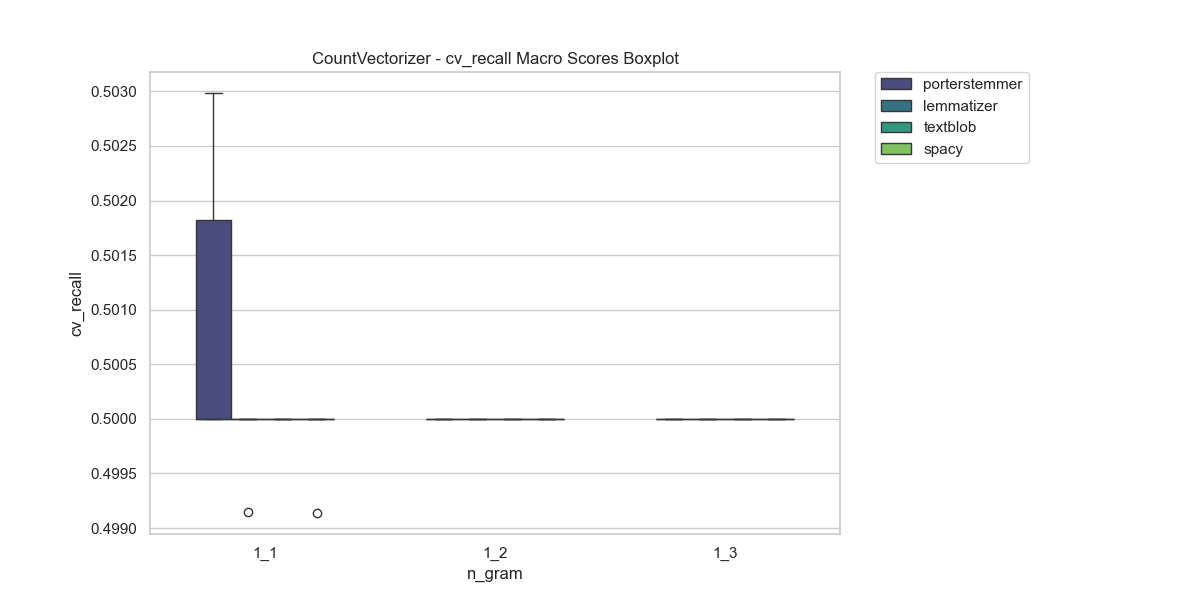 CountVectorizer - cv_recall Macro Scores Boxplot
porterstemmer
lemmatizer
textblob
spacy
0.5030
0.5025
0.5020
0.5015
0.5010
0.5005
0.5000
0.4995
0.4990
cv_recall
1_1 1_2 1_3
n_gram